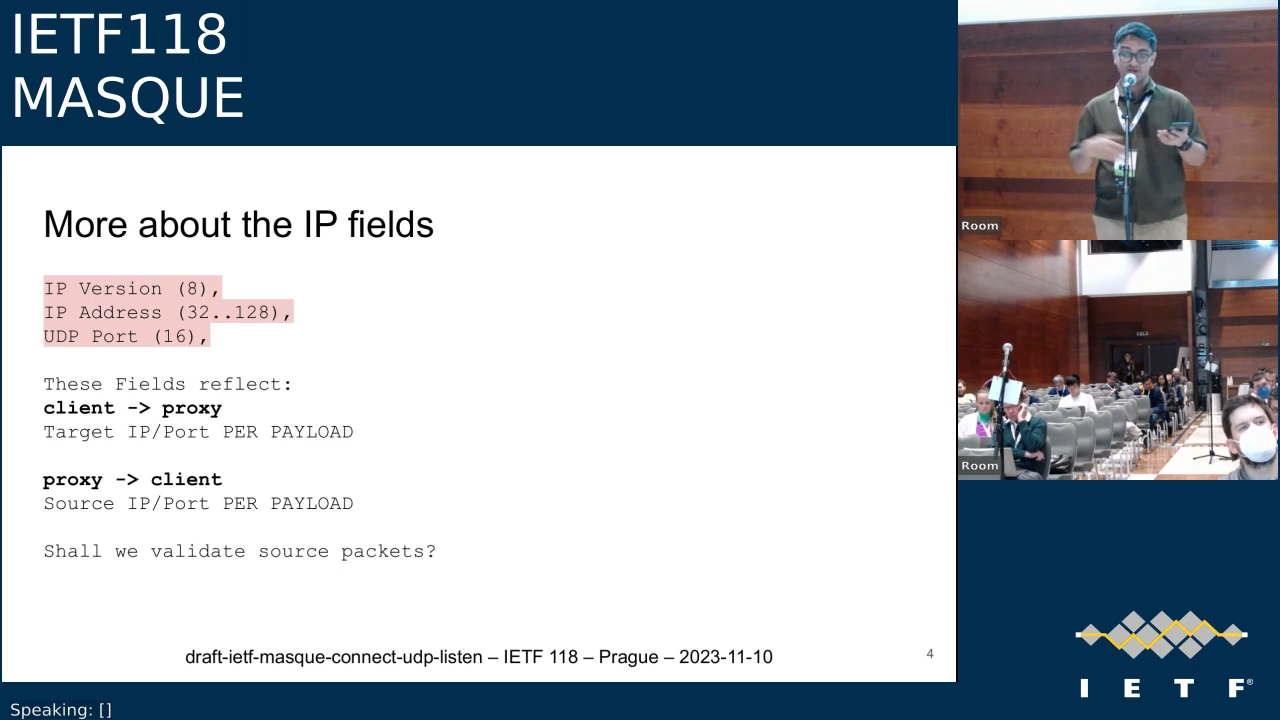 IETF118
MASQUE
More about the IP fields
IP Version (8),
IP Address (32..128),
UDP Port (16),
These Fields reflect:
client -> proxy
Target IP/Port PER PAYLOAD
proxy -> client
Source IP/Port PER PAYLOAD
Shall we validate source packets?
draft-ietf-masque-connect-udp-listen – IETF 118 – Prague – 2023-11-10
4
Room
Room
I E T F®
Speaking: []